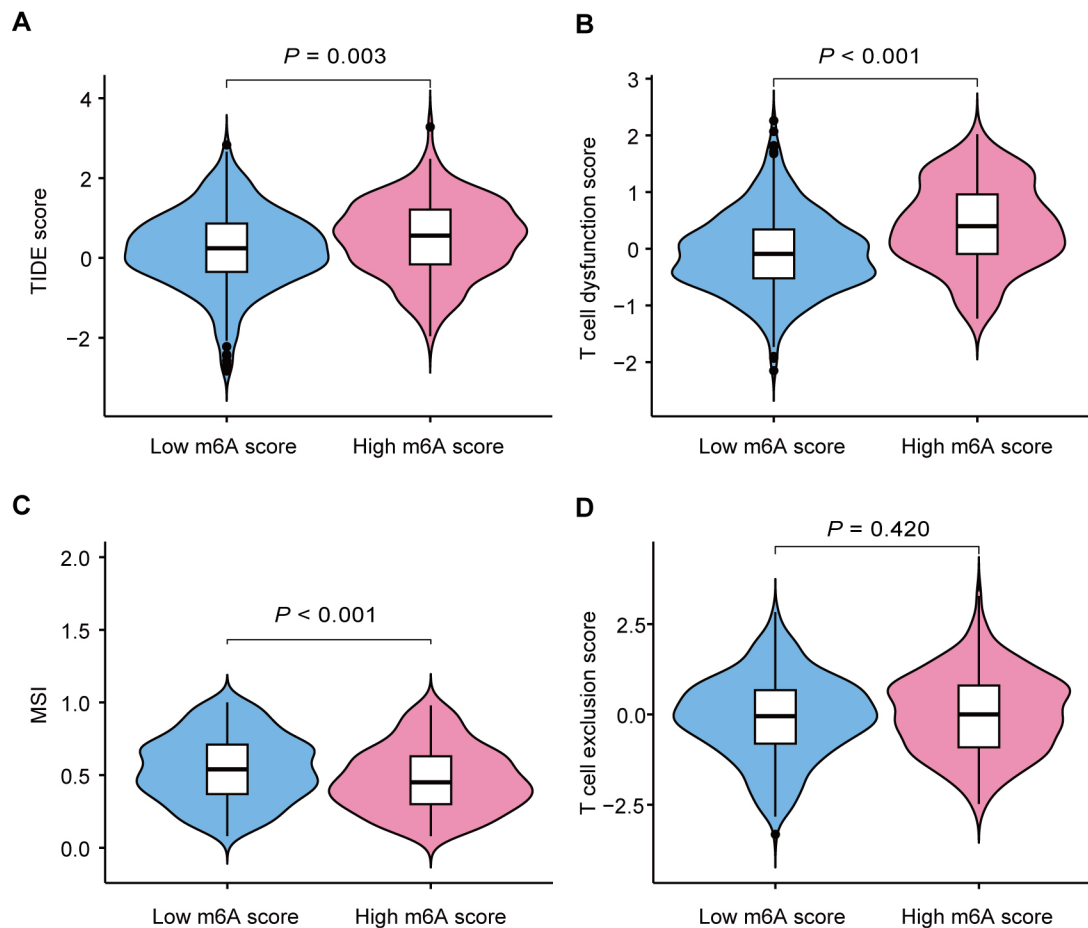 A
P = 0.003
TIDE score
4
2
0
−2
Low m6A score
High m6A score
B
P < 0.001
T cell dysfunction score
3
2
1
0
−1
−2
Low m6A score
High m6A score
C
P < 0.001
MSI
2.0
1.5
1.0
0.5
0.0
Low m6A score
High m6A score
D
P = 0.420
T cell exclusion score
2.5
0.0
−2.5
Low m6A score
High m6A score